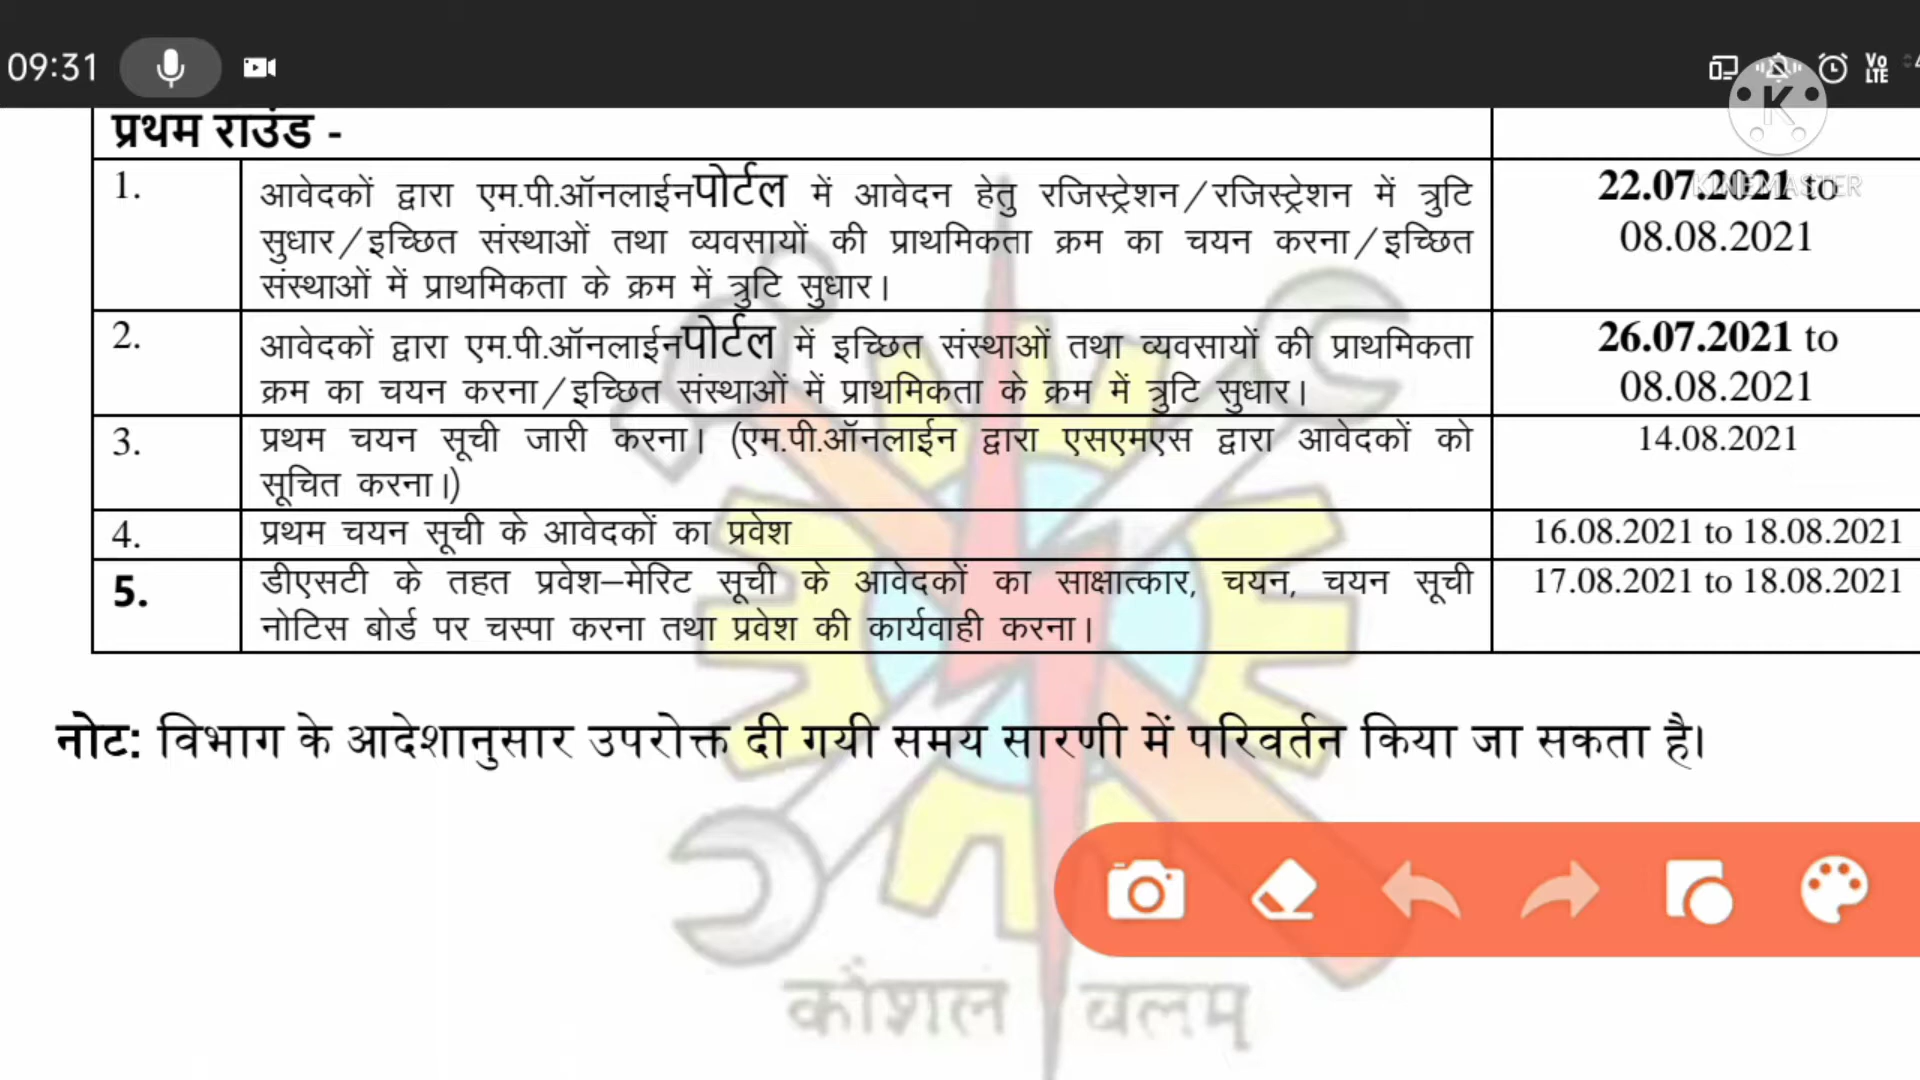 09:31
Vo
LTE
K
KINEMASTER
प्रथम राउंड -
1.
आवेदकों द्वारा एम.पी.ऑनलाईनपोर्टल में आवेदन हेतु रजिस्ट्रेशन/रजिस्ट्रेशन में त्रुटि
सुधार/इच्छित संस्थाओं तथा व्यवसायों की प्राथमिकता क्रम का चयन करना/इच्छित
संस्थाओं में प्राथमिकता के क्रम में त्रुटि सुधार।
22.07.2021 to
08.08.2021
2.
आवेदकों द्वारा एम.पी.ऑनलाईनपोर्टल में इच्छित संस्थाओं तथा व्यवसायों की प्राथमिकता
क्रम का चयन करना/इच्छित संस्थाओं में प्राथमिकता के क्रम में त्रुटि सुधार।
26.07.2021 to
08.08.2021
3.
प्रथम चयन सूची जारी करना। (एम.पी.ऑनलाईन द्वारा एसएमएस द्वारा आवेदकों को
सूचित करना।)
14.08.2021
4.
प्रथम चयन सूची के आवेदकों का प्रवेश
16.08.2021 to 18.08.2021
5.
डीएसटी के तहत प्रवेश–मेरिट सूची के आवेदकों का साक्षात्कार, चयन, चयन सूची
नोटिस बोर्ड पर चस्पा करना तथा प्रवेश की कार्यवाही करना।
17.08.2021 to 18.08.2021
नोट: विभाग के आदेशानुसार उपरोक्त दी गयी समय सारणी में परिवर्तन किया जा सकता है।
कौशल बलम्